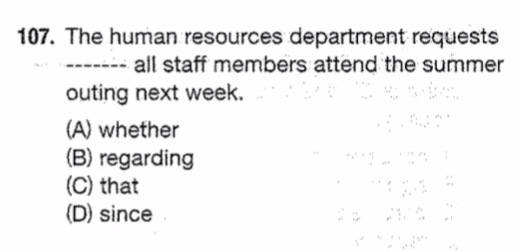 107. The human resources department requests
------- all staff members attend the summer
outing next week.
(A) whether
(B) regarding
(C) that
(D) since